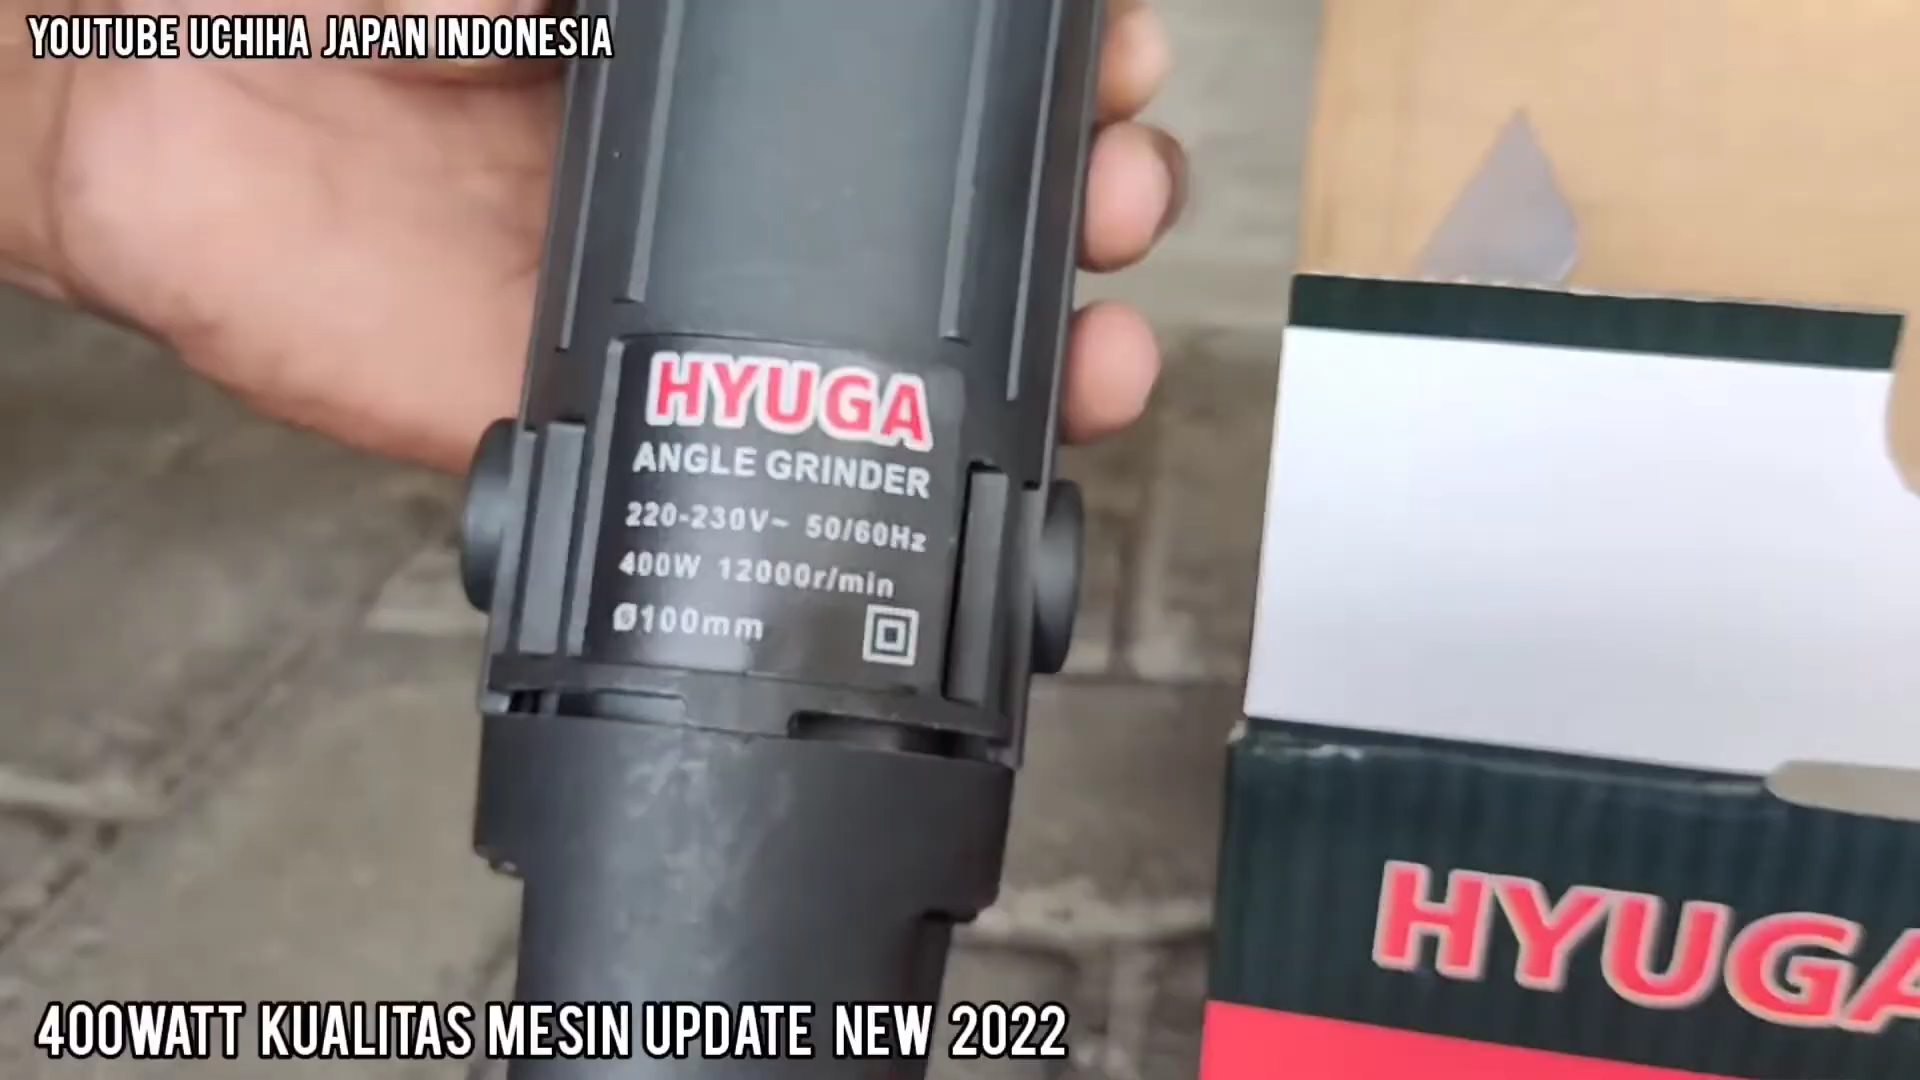 YOUTUBE UCHIHA JAPAN INDONESIA
HYUGA
ANGLE GRINDER
220-230V~ 50/60Hz
400W 12000r/min
Ø100mm
HYUGA
400WATT KUALITAS MESIN UPDATE NEW 2022